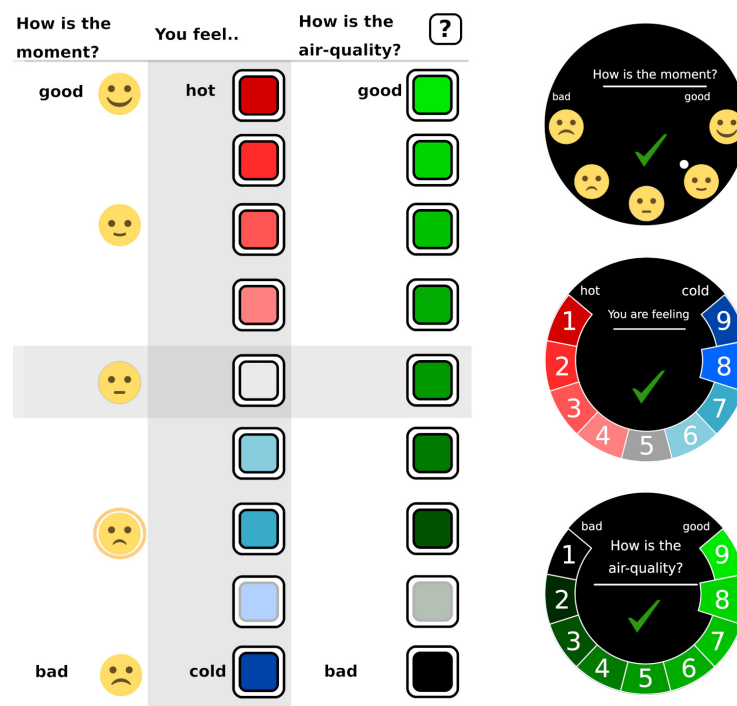 How is the
moment?
You feel..
How is the
air-quality?
?
good
hot
good
bad
cold
bad
How is the moment?
bad
good
hot
cold
You are feeling
1
2
3
4
5
6
7
8
9
bad
good
How is the
air-quality?
1
2
3
4
5
6
7
8
9